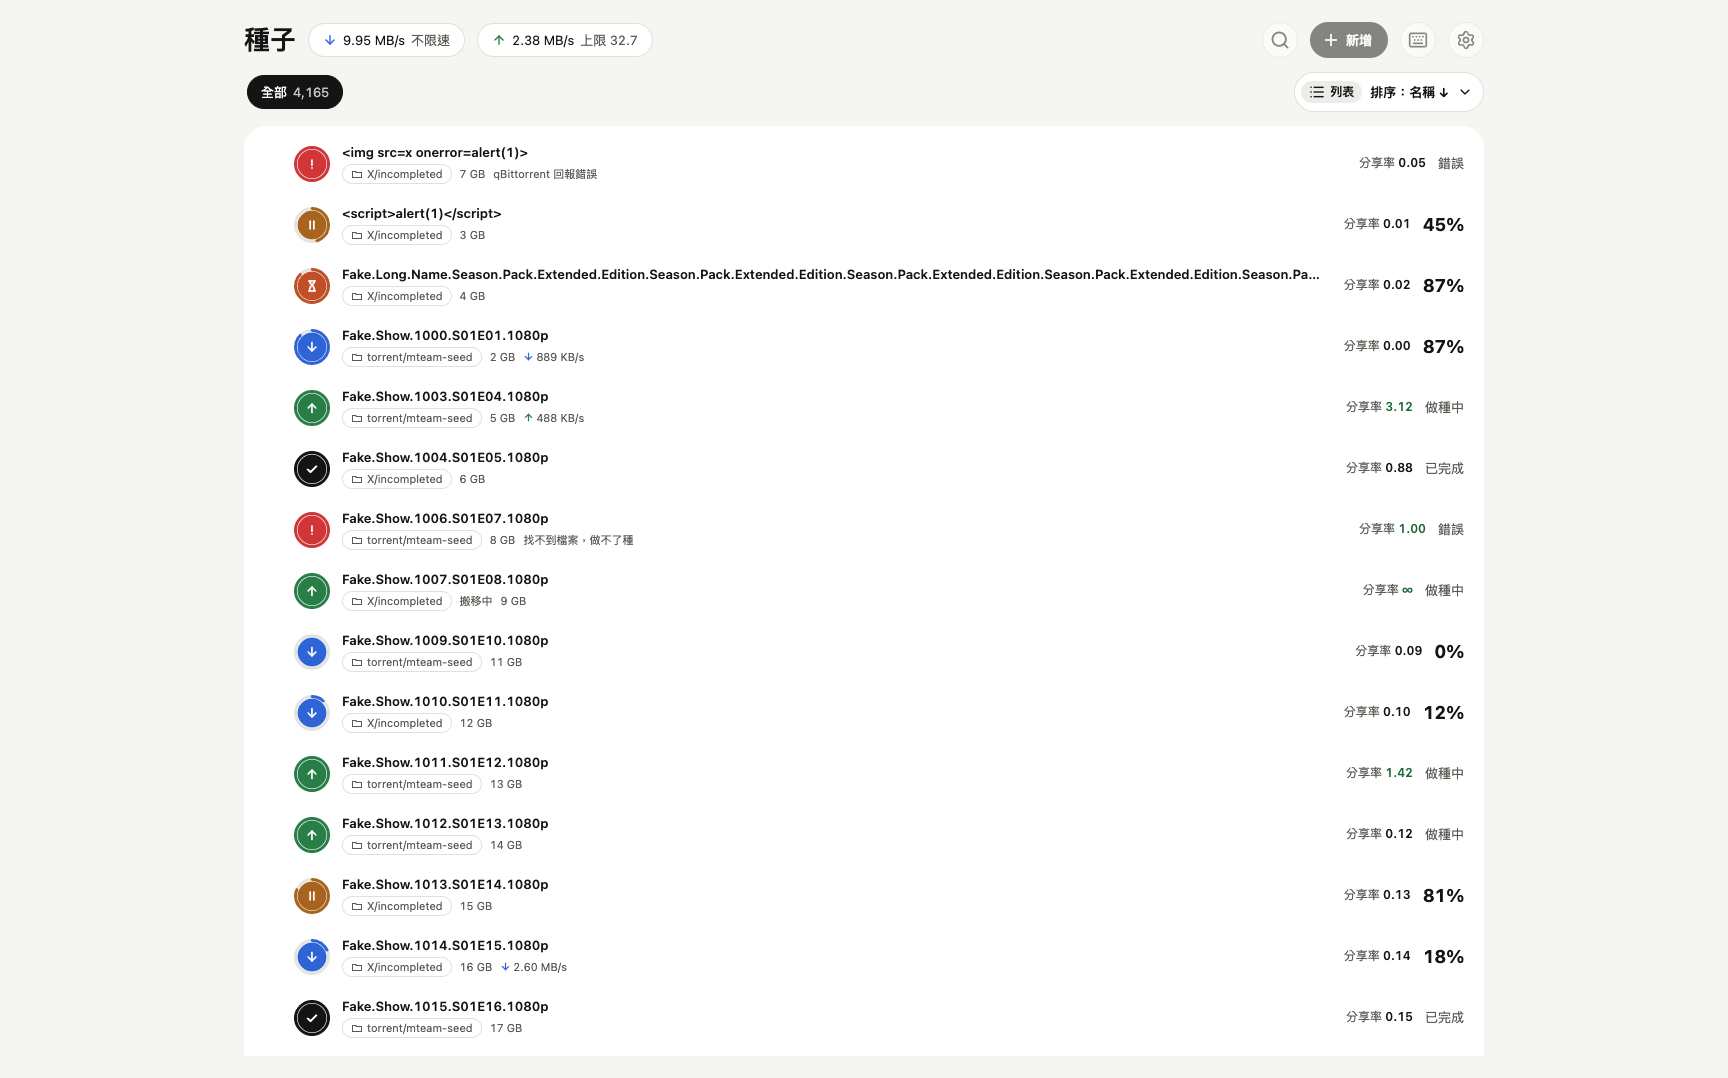 種子 9.95 MB/s 不限速 2.38 MB/s 上限 32.7 新增
全部 4,165 列表 排序：名稱
<img src=x onerror=alert(1)>
X/incompleted 7 GB qBittorrent 回報錯誤 分享率 0.05 錯誤
<script>alert(1)</script>
X/incompleted 3 GB 分享率 0.01 45%
Fake.Long.Name.Season.Pack.Extended.Edition.Season.Pack.Extended.Edition.Season.Pack.Extended.Edition.Season.Pack.Extended.Edition.Season.Pa...
X/incompleted 4 GB 分享率 0.02 87%
Fake.Show.1000.S01E01.1080p
torrent/mteam-seed 2 GB 889 KB/s 分享率 0.00 87%
Fake.Show.1003.S01E04.1080p
torrent/mteam-seed 5 GB 488 KB/s 分享率 3.12 做種中
Fake.Show.1004.S01E05.1080p
X/incompleted 6 GB 分享率 0.88 已完成
Fake.Show.1006.S01E07.1080p
torrent/mteam-seed 8 GB 找不到檔案，做不了種 分享率 1.00 錯誤
Fake.Show.1007.S01E08.1080p
X/incompleted 搬移中 9 GB 分享率 ∞ 做種中
Fake.Show.1009.S01E10.1080p
torrent/mteam-seed 11 GB 分享率 0.09 0%
Fake.Show.1010.S01E11.1080p
X/incompleted 12 GB 分享率 0.10 12%
Fake.Show.1011.S01E12.1080p
torrent/mteam-seed 13 GB 分享率 1.42 做種中
Fake.Show.1012.S01E13.1080p
torrent/mteam-seed 14 GB 分享率 0.12 做種中
Fake.Show.1013.S01E14.1080p
X/incompleted 15 GB 分享率 0.13 81%
Fake.Show.1014.S01E15.1080p
X/incompleted 16 GB 2.60 MB/s 分享率 0.14 18%
Fake.Show.1015.S01E16.1080p
torrent/mteam-seed 17 GB 分享率 0.15 已完成